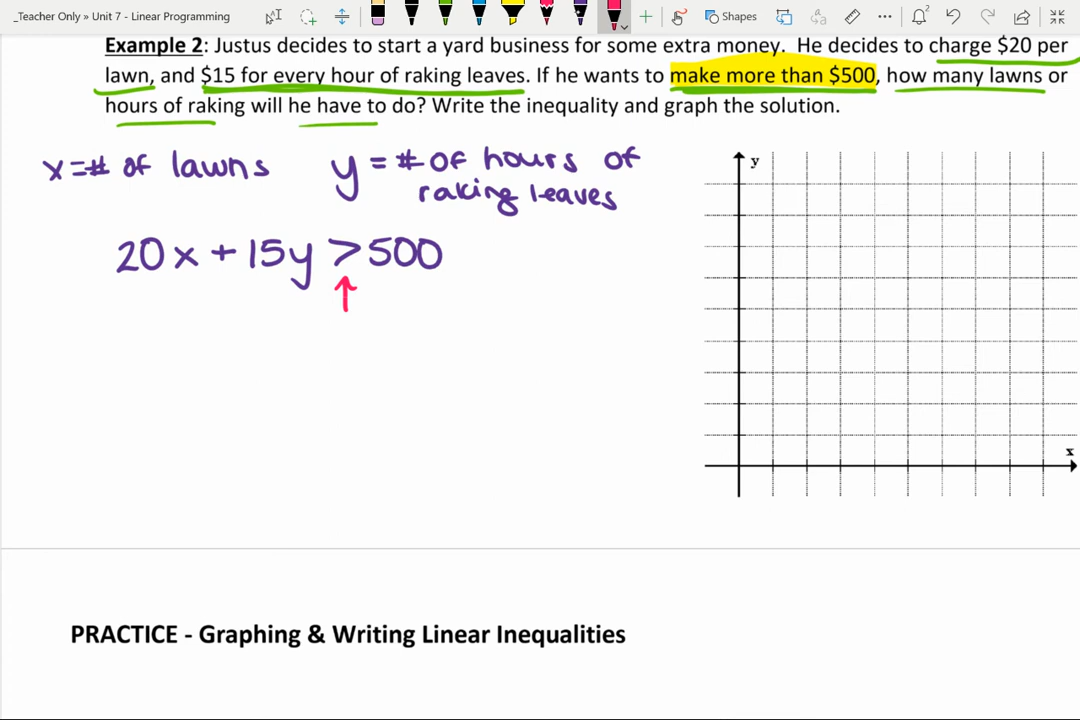 _Teacher Only » Unit 7 - Linear Programming
Shapes
2
Example 2: Justus decides to start a yard business for some extra money. He decides to charge $20 per
lawn, and $15 for every hour of raking leaves. If he wants to make more than $500, how many lawns or
hours of raking will he have to do? Write the inequality and graph the solution.
x=# of lawns
y = # of hours of
raking leaves
20x + 15y > 500
y
x
PRACTICE - Graphing & Writing Linear Inequalities